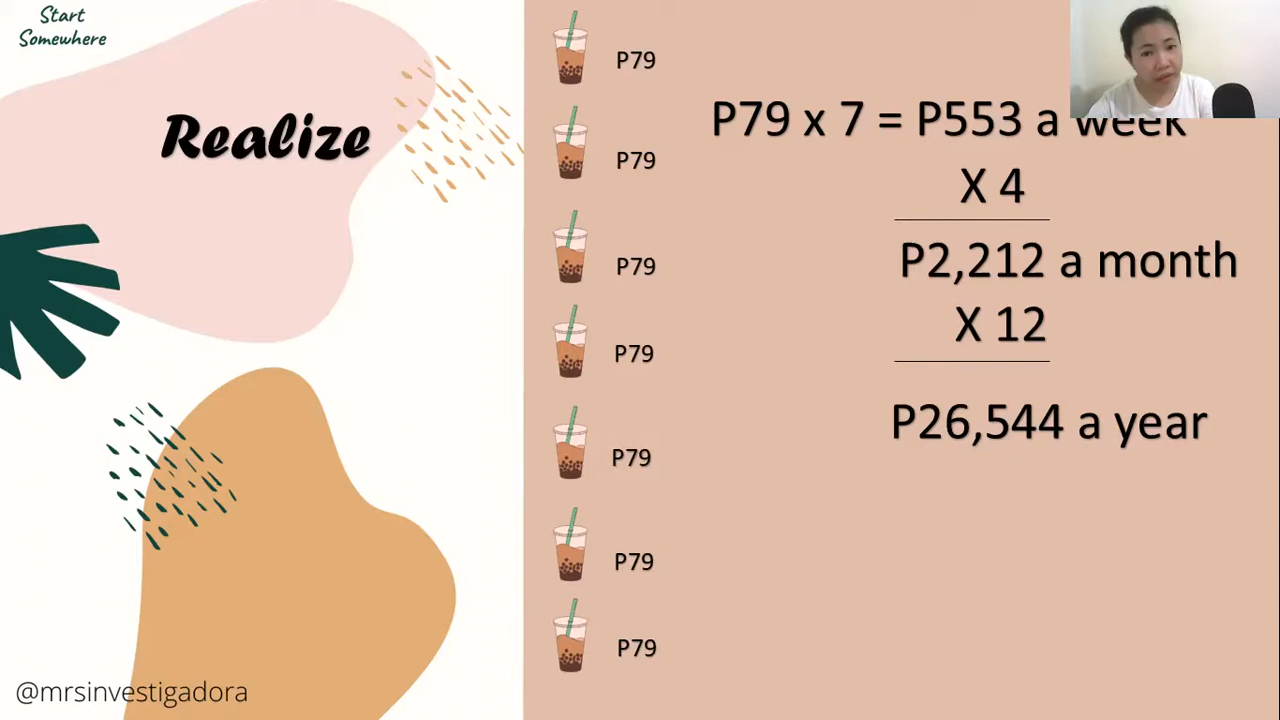 Start
Somewhere
Realize
@mrsinvestigadora
P79
P79
P79
P79
P79
P79
P79
P79 x 7 = P553 a week
X 4
P2,212 a month
X 12
P26,544 a year